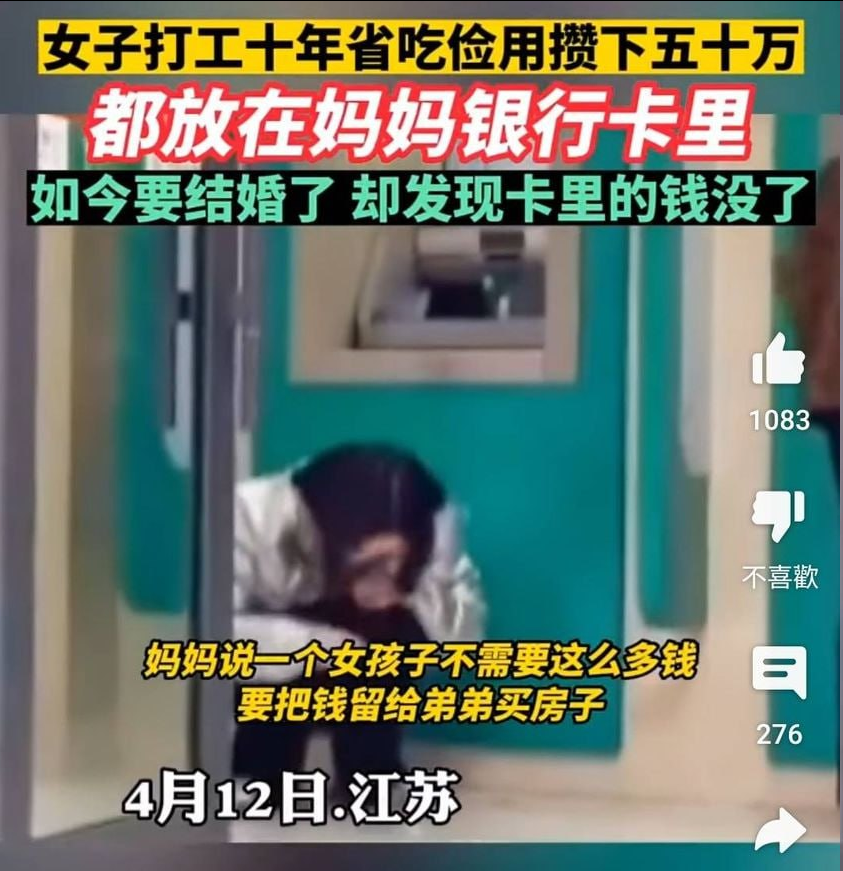 女子打工十年省吃俭用攒下五十万
都放在妈妈银行卡里
如今要结婚了 却发现卡里的钱没了
1083
不喜歡
妈妈说一个女孩子不需要这么多钱
要把钱留给弟弟买房子
276
4月12日.江苏